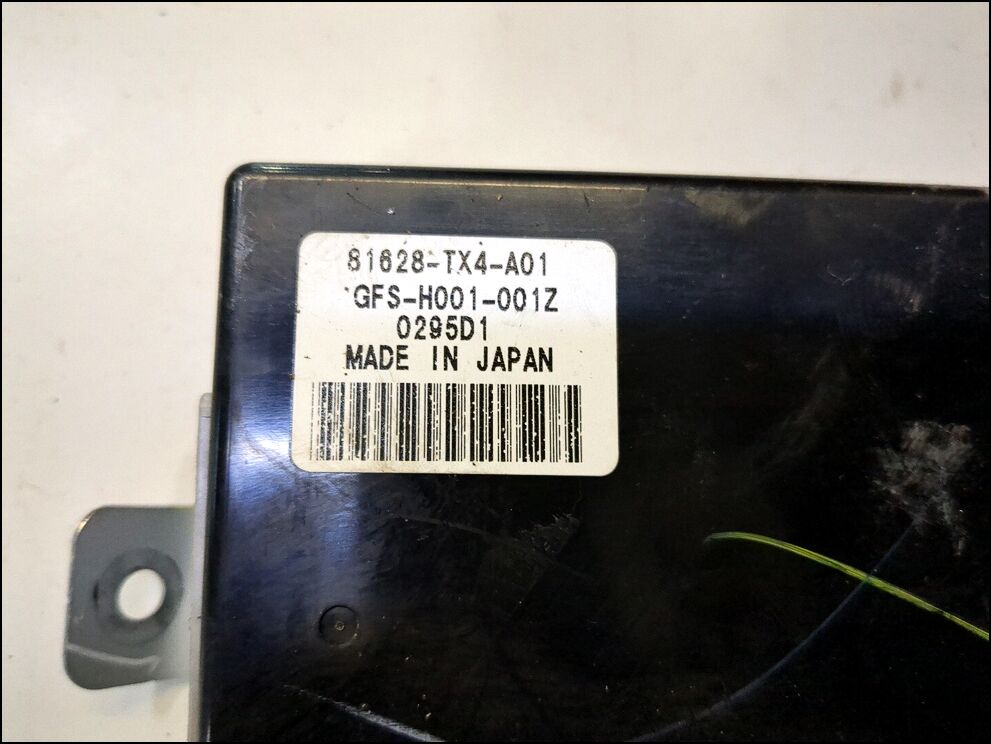 81628-TX4-A01
GFS-H001-001Z
0295D1
MADE IN JAPAN